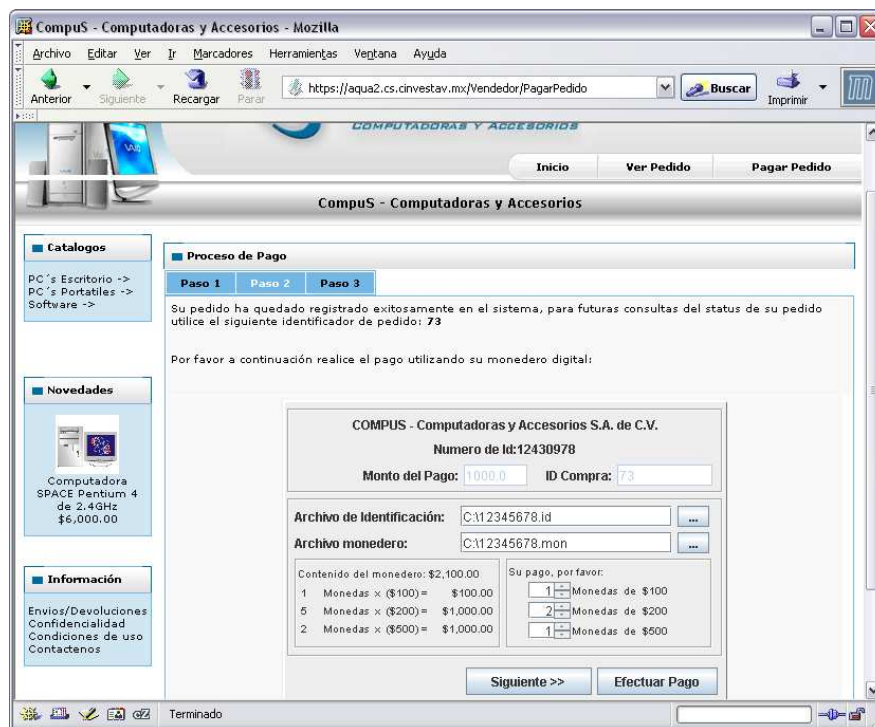 CompuS - Computadoras y Accesorios - Mozilla
Archivo Editar Ver Ir Marcadores Herramientas Ventana Ayuda
Anterior Siguiente Recargar Parar https://aqua2.cs.cinvestav.mx/Vendedor/PagarPedido Buscar Imprimir
COMPUTADORAS Y ACCESORIOS
VAIO
Inicio Ver Pedido Pagar Pedido
CompuS - Computadoras y Accesorios
Catalogos
PC´s Escritorio ->
PC´s Portatiles ->
Software ->
Novedades
Computadora
SPACE Pentium 4
de 2.4GHz
$6,000.00
Información
Envios/Devoluciones
Confidencialidad
Condiciones de uso
Contactenos
Proceso de Pago
Paso 1 Paso 2 Paso 3
Su pedido ha quedado registrado exitosamente en el sistema, para futuras consultas del status de su pedido
utilice el siguiente identificador de pedido: 73
Por favor a continuación realice el pago utilizando su monedero digital:
COMPUS - Computadoras y Accesorios S.A. de C.V.
Numero de Id:12430978
Monto del Pago: 1000.0 ID Compra: 73
Archivo de Identificación: C:\12345678.id ...
Archivo monedero: C:\12345678.mon ...
Contenido del monedero: $2,100.00
1 Monedas x ($100) = $100.00
5 Monedas x ($200) = $1,000.00
2 Monedas x ($500) = $1,000.00
Su pago, por favor:
1 Monedas de $100
2 Monedas de $200
1 Monedas de $500
Siguiente >> Efectuar Pago
Terminado